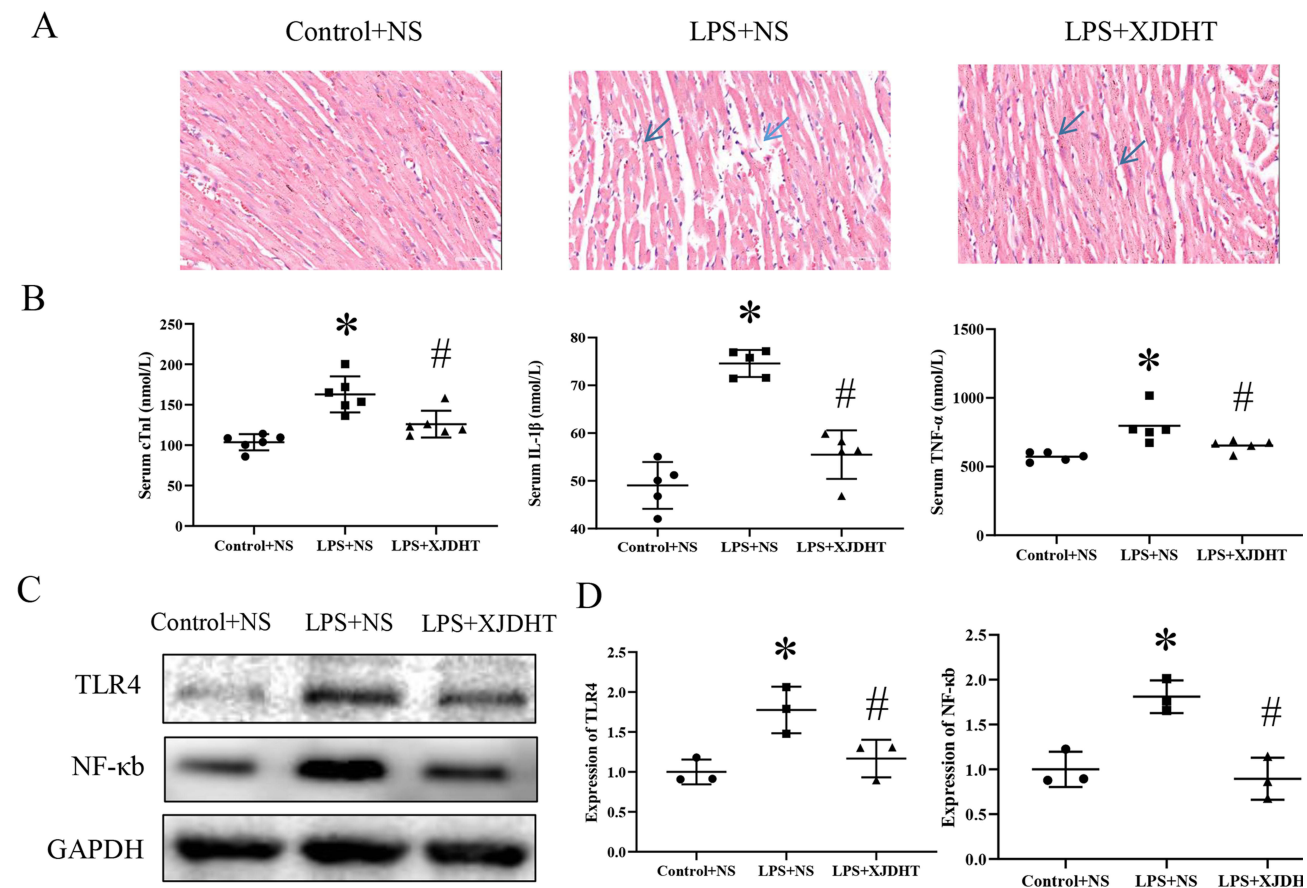 A
Control+NS
LPS+NS
LPS+XJDHT
B
Serum cTnI (nmol/L)
250
200
150
100
50
0
*
#
Control+NS
LPS+NS
LPS+XJDHT
Serum IL-1β (nmol/L)
80
70
60
50
40
*
#
Control+NS
LPS+NS
LPS+XJDHT
Serum TNF-α (nmol/L)
1500
1000
500
0
*
#
Control+NS
LPS+NS
LPS+XJDHT
C
Control+NS
LPS+NS
LPS+XJDHT
TLR4
NF-κb
GAPDH
D
Expression of TLR4
2.5
2.0
1.5
1.0
0.5
0.0
*
#
Control+NS
LPS+NS
LPS+XJDHT
Expression of NF-κb
2.5
2.0
1.5
1.0
0.5
0.0
*
#
Control+NS
LPS+NS
LPS+XJDH